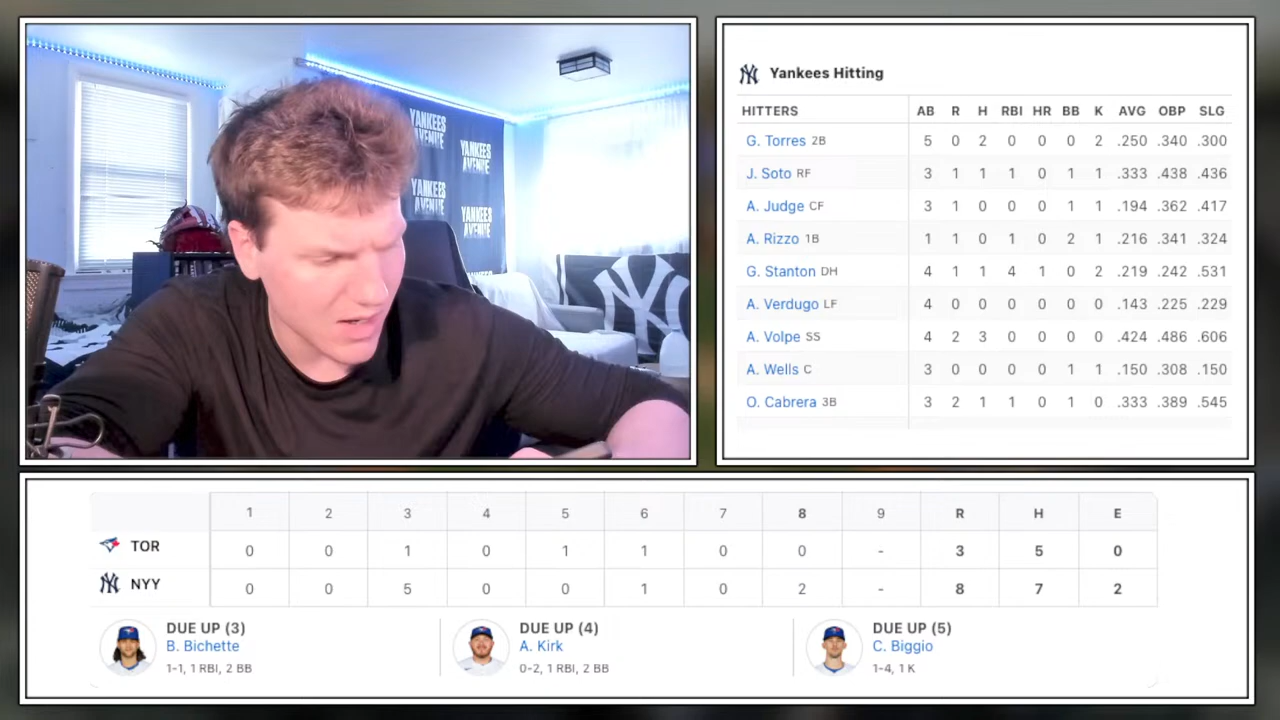 YANKEES
AVENUE
YANKEES
AVENUE
YANKEES
AVENUE
YANKEES
AVENUE
NY
Yankees Hitting
HITTERS AB R H RBI HR BB K AVG OBP SLG
G. Torres 2B 5 0 2 0 0 0 2 .250 .340 .300
J. Soto RF 3 1 1 1 0 1 1 .333 .438 .436
A. Judge CF 3 1 0 0 0 1 1 .194 .362 .417
A. Rizzo 1B 1 1 0 1 0 2 1 .216 .341 .324
G. Stanton DH 4 1 1 4 1 0 2 .219 .242 .531
A. Verdugo LF 4 0 0 0 0 0 0 .143 .225 .229
A. Volpe SS 4 2 3 0 0 0 0 .424 .486 .606
A. Wells C 3 0 0 0 0 1 1 .150 .308 .150
O. Cabrera 3B 3 2 1 1 0 1 0 .333 .389 .545
1 2 3 4 5 6 7 8 9 R H E
TOR 0 0 1 0 1 1 0 0 - 3 5 0
NYY 0 0 5 0 0 1 0 2 - 8 7 2
DUE UP (3)
B. Bichette
1-1, 1 RBI, 2 BB
DUE UP (4)
A. Kirk
0-2, 1 RBI, 2 BB
DUE UP (5)
C. Biggio
1-4, 1 K